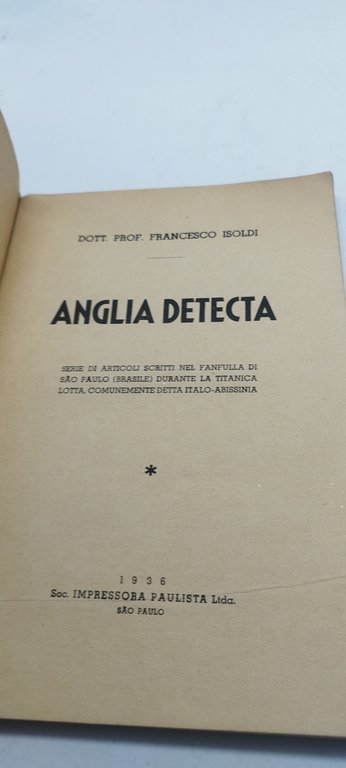 DOTT. PROF. FRANCESCO ISOLDI
ANGLIA DETECTA
SERIE DI ARTICOLI SCRITTI NEL FANFULLA DI
SÃO PAULO (BRASILE) DURANTE LA TITANICA
LOTTA, COMUNEMENTE DETTA ITALO-ABISSINIA
*
1936
Soc. IMPRESSORA PAULISTA Ltda.
SÃO PAULO